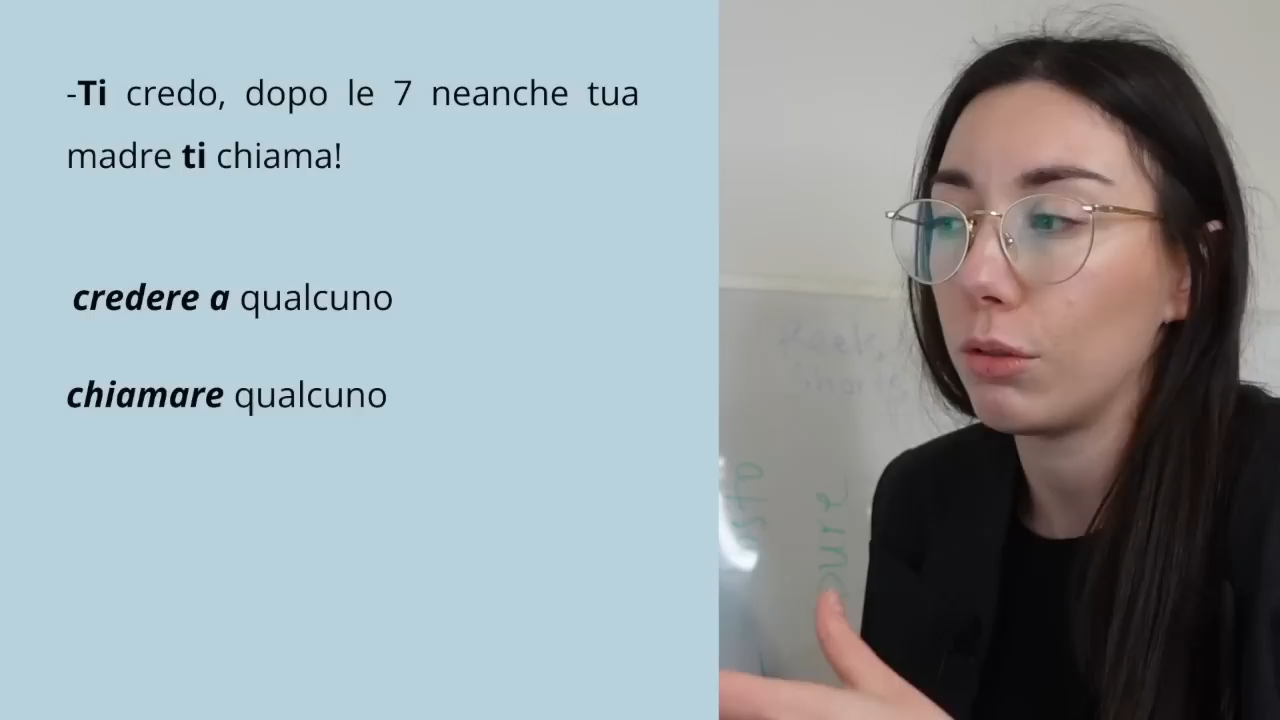 -Ti credo, dopo le 7 neanche tua
madre ti chiama!
credere a qualcuno
chiamare qualcuno